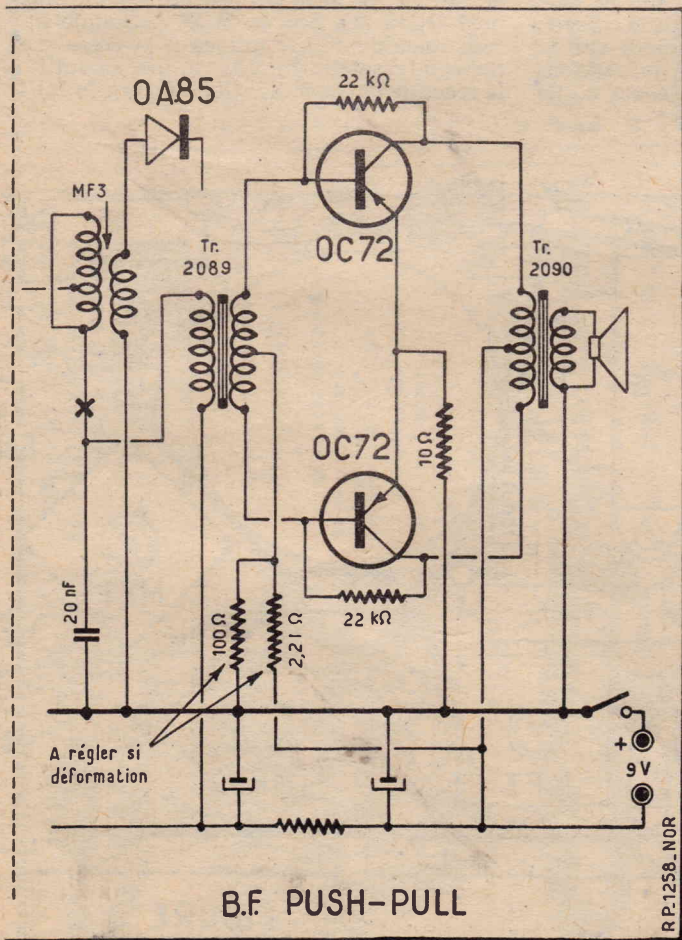 OA85
22 kΩ
MF3
OC72
Tr.
2089
Tr.
2090
OC72
10 Ω
20 nF
100 Ω
2,21 Ω
22 kΩ
A régler si
déformation
+
9 V
B.F. PUSH-PULL
RP_1258_NOR